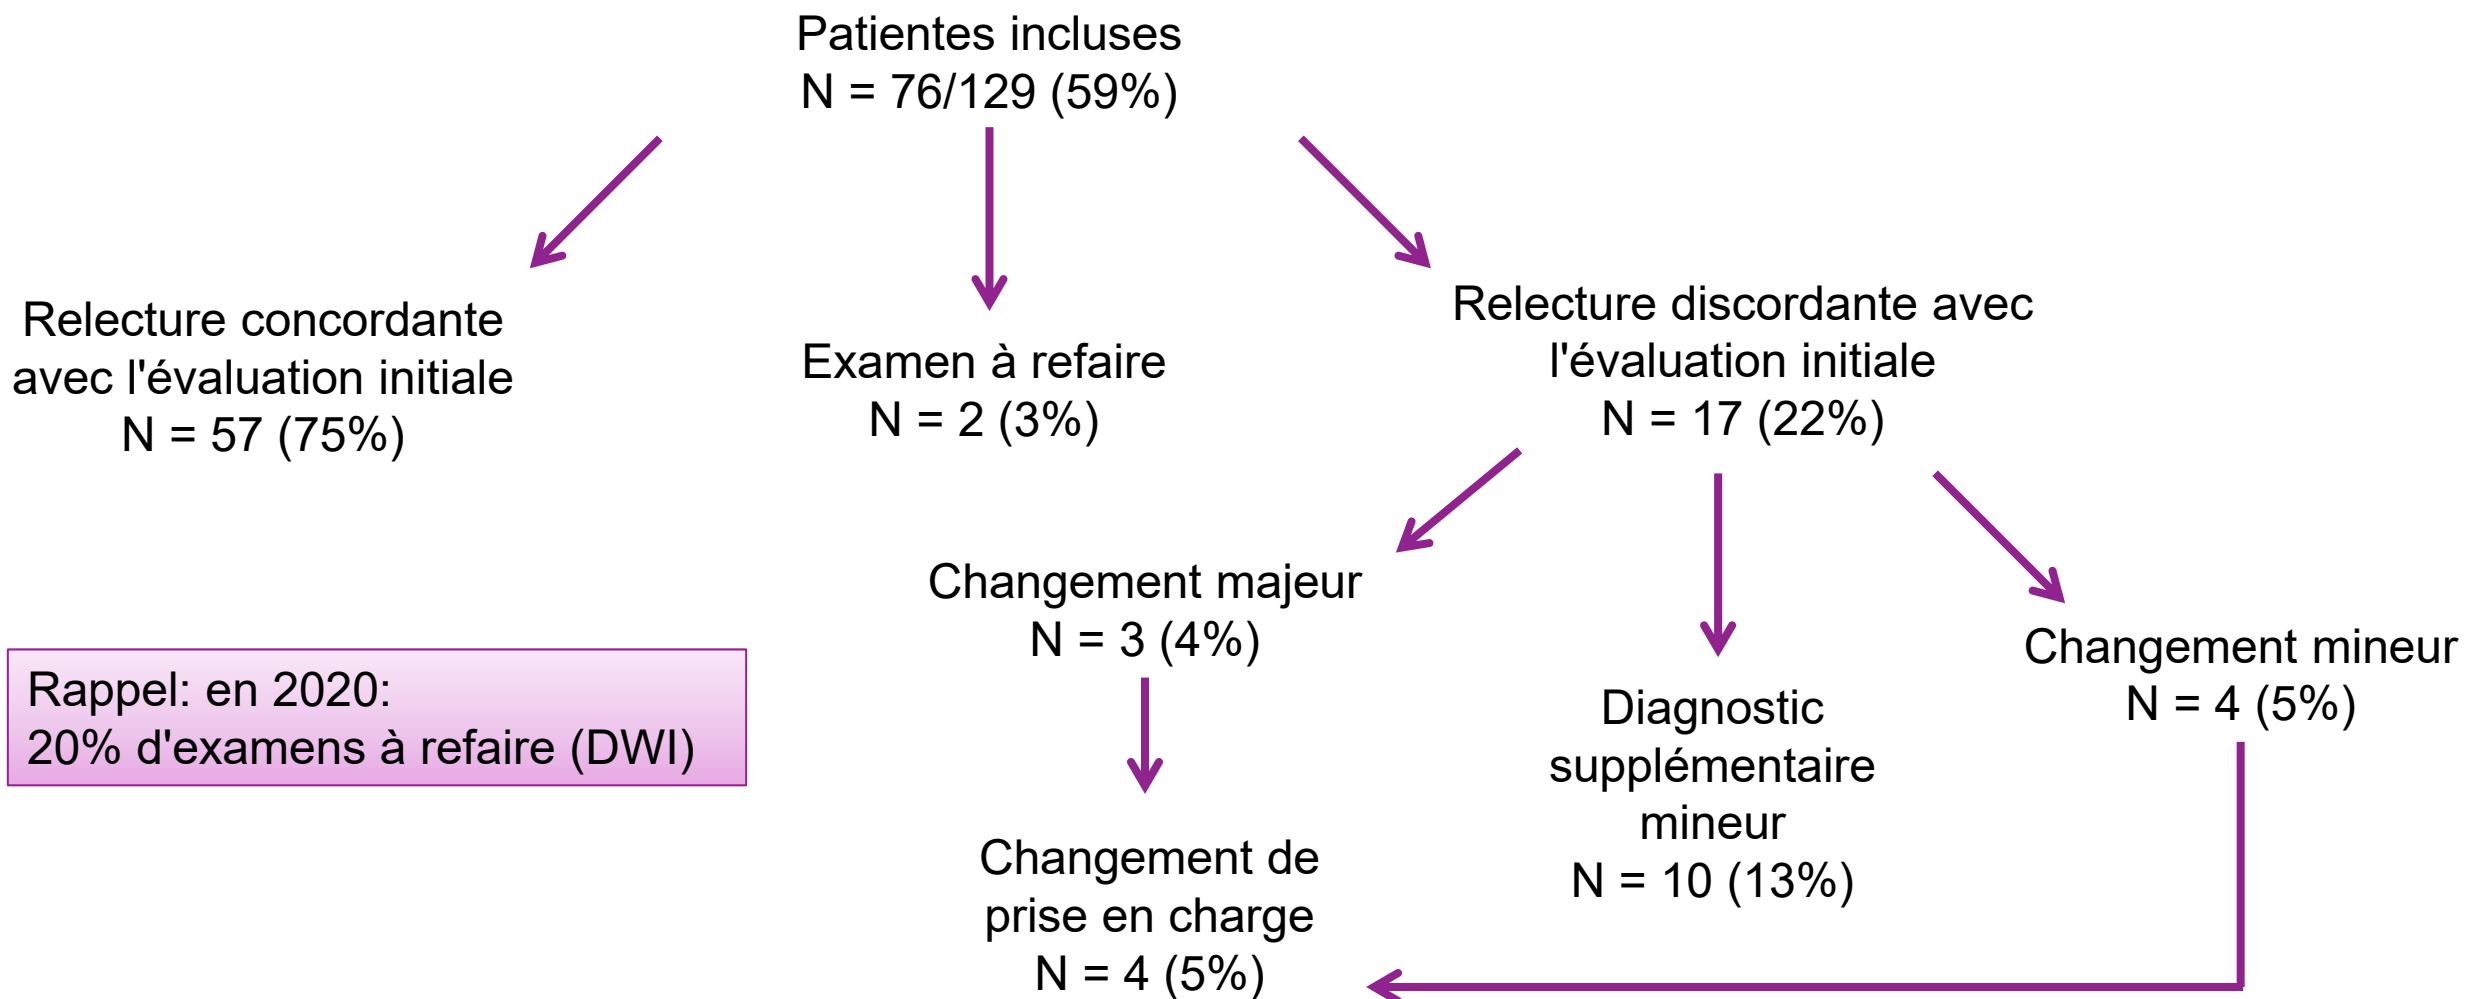 Patientes incluses
N = 76/129 (59%)
Relecture concordante
avec l'évaluation initiale
N = 57 (75%)
Examen à refaire
N = 2 (3%)
Relecture discordante avec
l'évaluation initiale
N = 17 (22%)
Changement majeur
N = 3 (4%)
Diagnostic
supplémentaire
mineur
N = 10 (13%)
Changement mineur
N = 4 (5%)
Rappel: en 2020:
20% d'examens à refaire (DWI)
Changement de
prise en charge
N = 4 (5%)